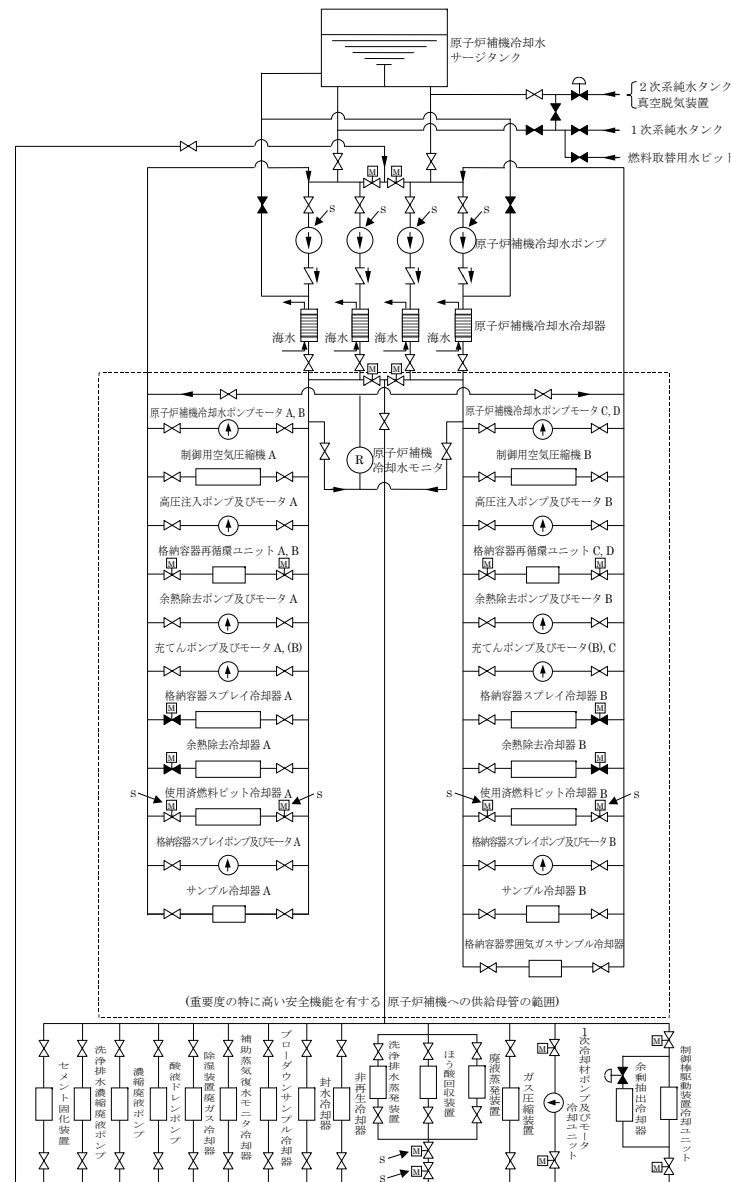 原子炉補機冷却水
サージタンク
2次系純水タンク
真空脱気装置
1次系純水タンク
燃料取替用水ピット
M M
S S S S
原子炉補機冷却水ポンプ
原子炉補機冷却水冷却器
海水 海水 海水 海水
M M
原子炉補機冷却水ポンプモータ A, B
原子炉補機冷却水ポンプモータ C, D
R
原子炉補機
冷却水モニタ
制御用空気圧縮機 A
制御用空気圧縮機 B
高圧注入ポンプ及びモータ A
高圧注入ポンプ及びモータ B
格納容器再循環ユニット A, B
格納容器再循環ユニット C, D
M M M M
余熱除去ポンプ及びモータ A
余熱除去ポンプ及びモータ B
充てんポンプ及びモータ A, (B)
充てんポンプ及びモータ(B), C
格納容器スプレイ冷却器 A
格納容器スプレイ冷却器 B
M M
余熱除去冷却器 A
余熱除去冷却器 B
M M
使用済燃料ピット冷却器 A
使用済燃料ピット冷却器 B
S M M S S M M S
格納容器スプレイポンプ及びモータ A
格納容器スプレイポンプ及びモータ B
サンプル冷却器 A
サンプル冷却器 B
格納容器雰囲気ガスサンプル冷却器
(重要度の特に高い安全機能を有する 原子炉補機への供給母管の範囲)
セメント固化装置
洗浄排水濃縮廃液ポンプ
濃縮廃液ポンプ
酸液ドレンポンプ
除湿装置廃ガス冷却器
補助蒸気復水モニタ冷却器
ブローダウンサンプル冷却器
封水冷却器
非再生冷却器
洗浄排水蒸発装置
ほう酸回収装置
廃液蒸発装置
S M
S M
ガス圧縮装置
M
1次冷却材ポンプ及びモータ
冷却ユニット
M
余剰抽出冷却器
M
制御棒駆動装置冷却ユニット
M